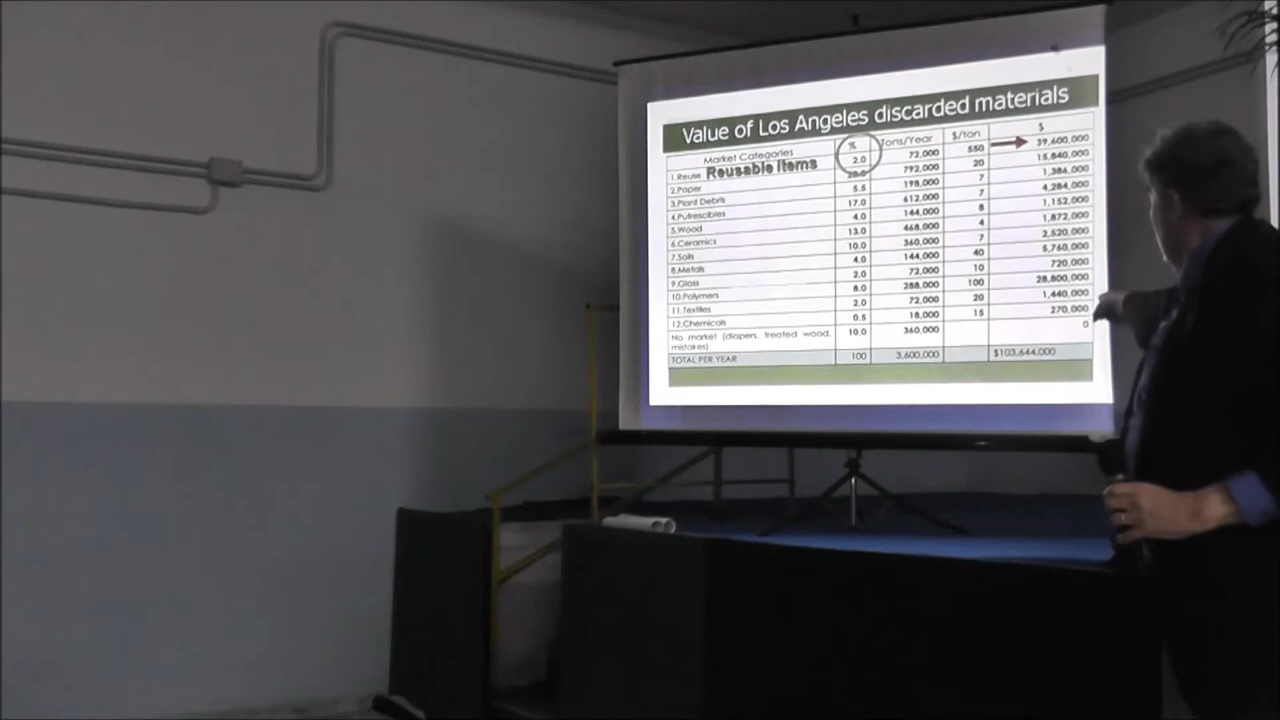 Value of Los Angeles discarded materials
Market Categories % Tons/Year $/ton $
1.Reuse Reusable Items 2.0 72,000 550 39,600,000
2.Paper 792,000 20 15,840,000
3.Plant Debris 5.5 198,000 7 1,386,000
4.Putrescibles 17.0 612,000 7 4,284,000
5.Wood 4.0 144,000 8 1,152,000
6.Ceramics 13.0 468,000 4 1,872,000
7.Soils 10.0 360,000 7 2,520,000
8.Metals 4.0 144,000 40 5,760,000
9.Glass 2.0 72,000 10 720,000
10.Polymers 8.0 288,000 100 28,800,000
11.Textiles 2.0 72,000 20 1,440,000
12.Chemicals 0.5 18,000 15 270,000
No market (diapers, treated wood, 10.0 360,000 0
mistakes)
TOTAL PER YEAR 100 3,600,000 $103,644,000